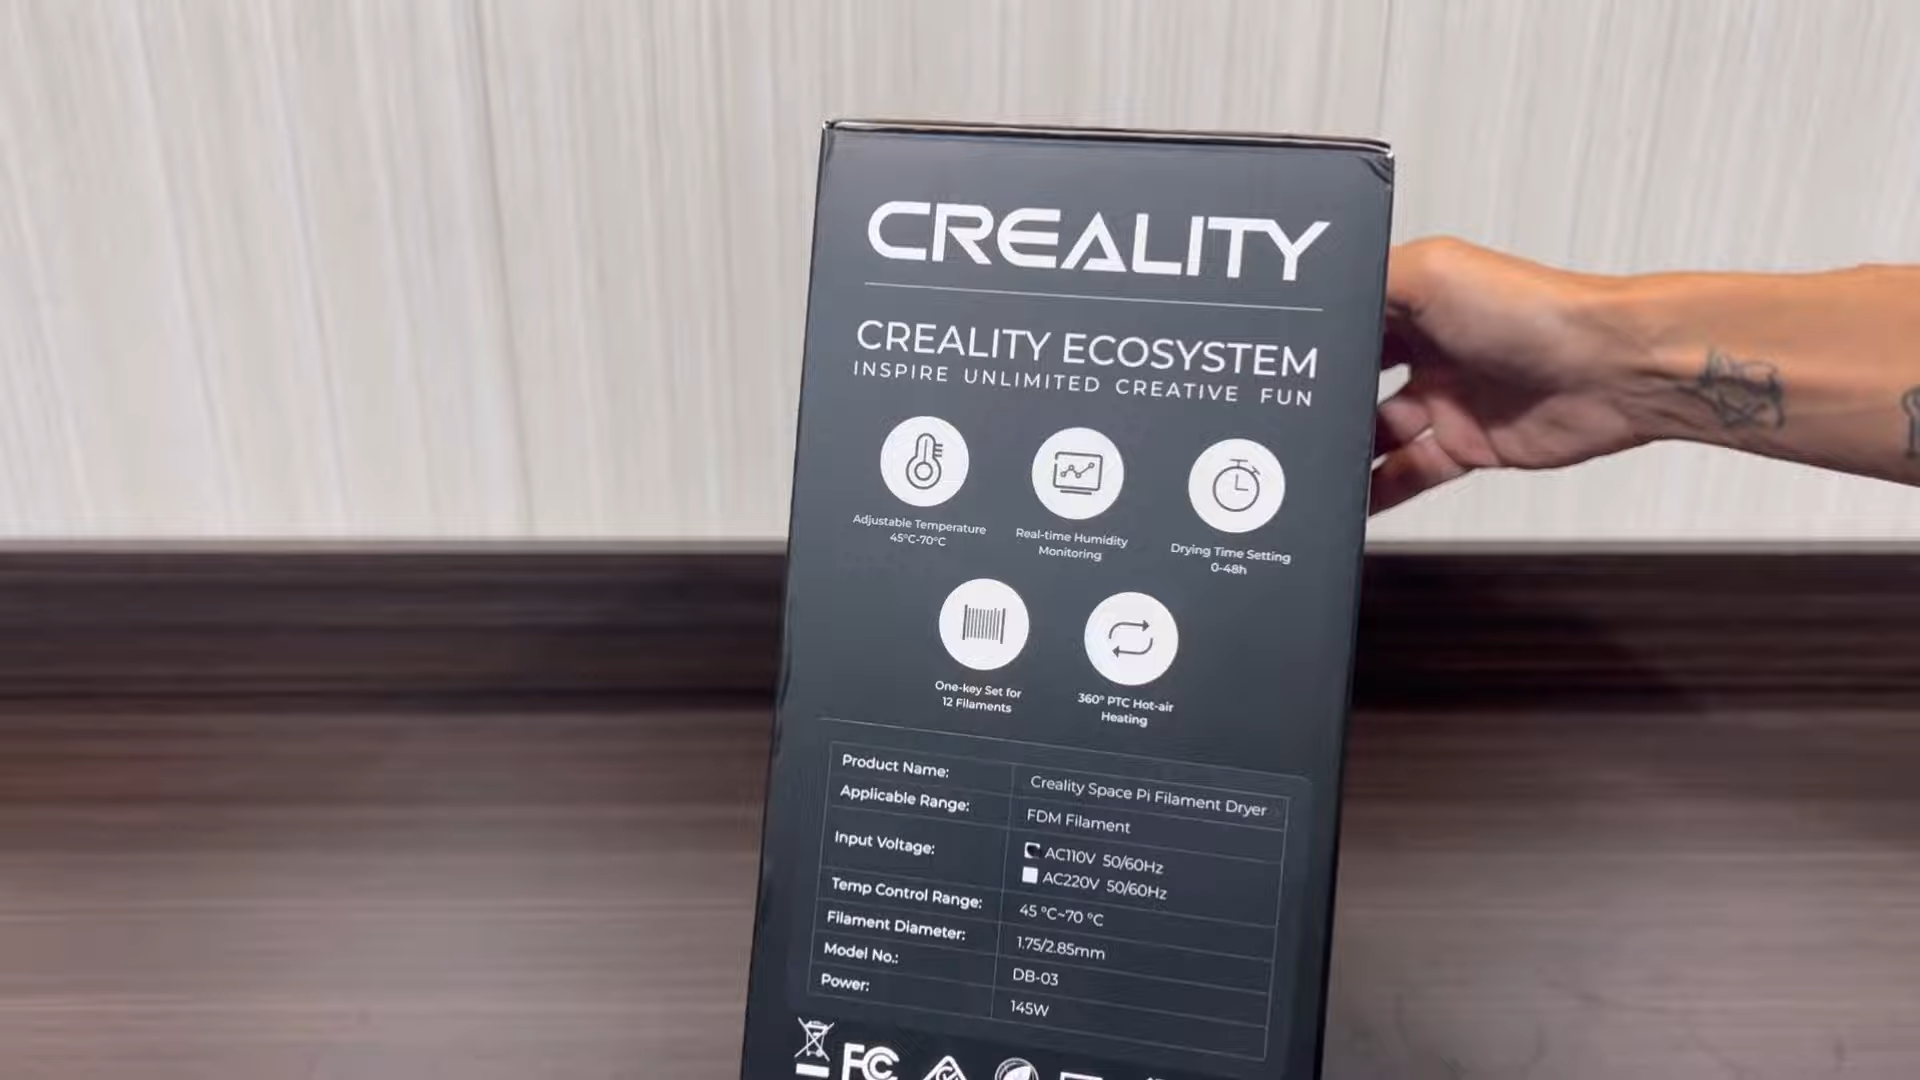 CREALITY
CREALITY ECOSYSTEM
INSPIRE UNLIMITED CREATIVE FUN
Adjustable Temperature
45°C-70°C
Real-time Humidity
Monitoring
Drying Time Setting
0-48h
One-key Set for
12 Filaments
360° PTC Hot-air
Heating
Product Name: Creality Space Pi Filament Dryer
Applicable Range: FDM Filament
Input Voltage: AC110V 50/60Hz
AC220V 50/60Hz
Temp Control Range: 45 °C~70 °C
Filament Diameter: 1.75/2.85mm
Model No.: DB-03
Power: 145W
FC